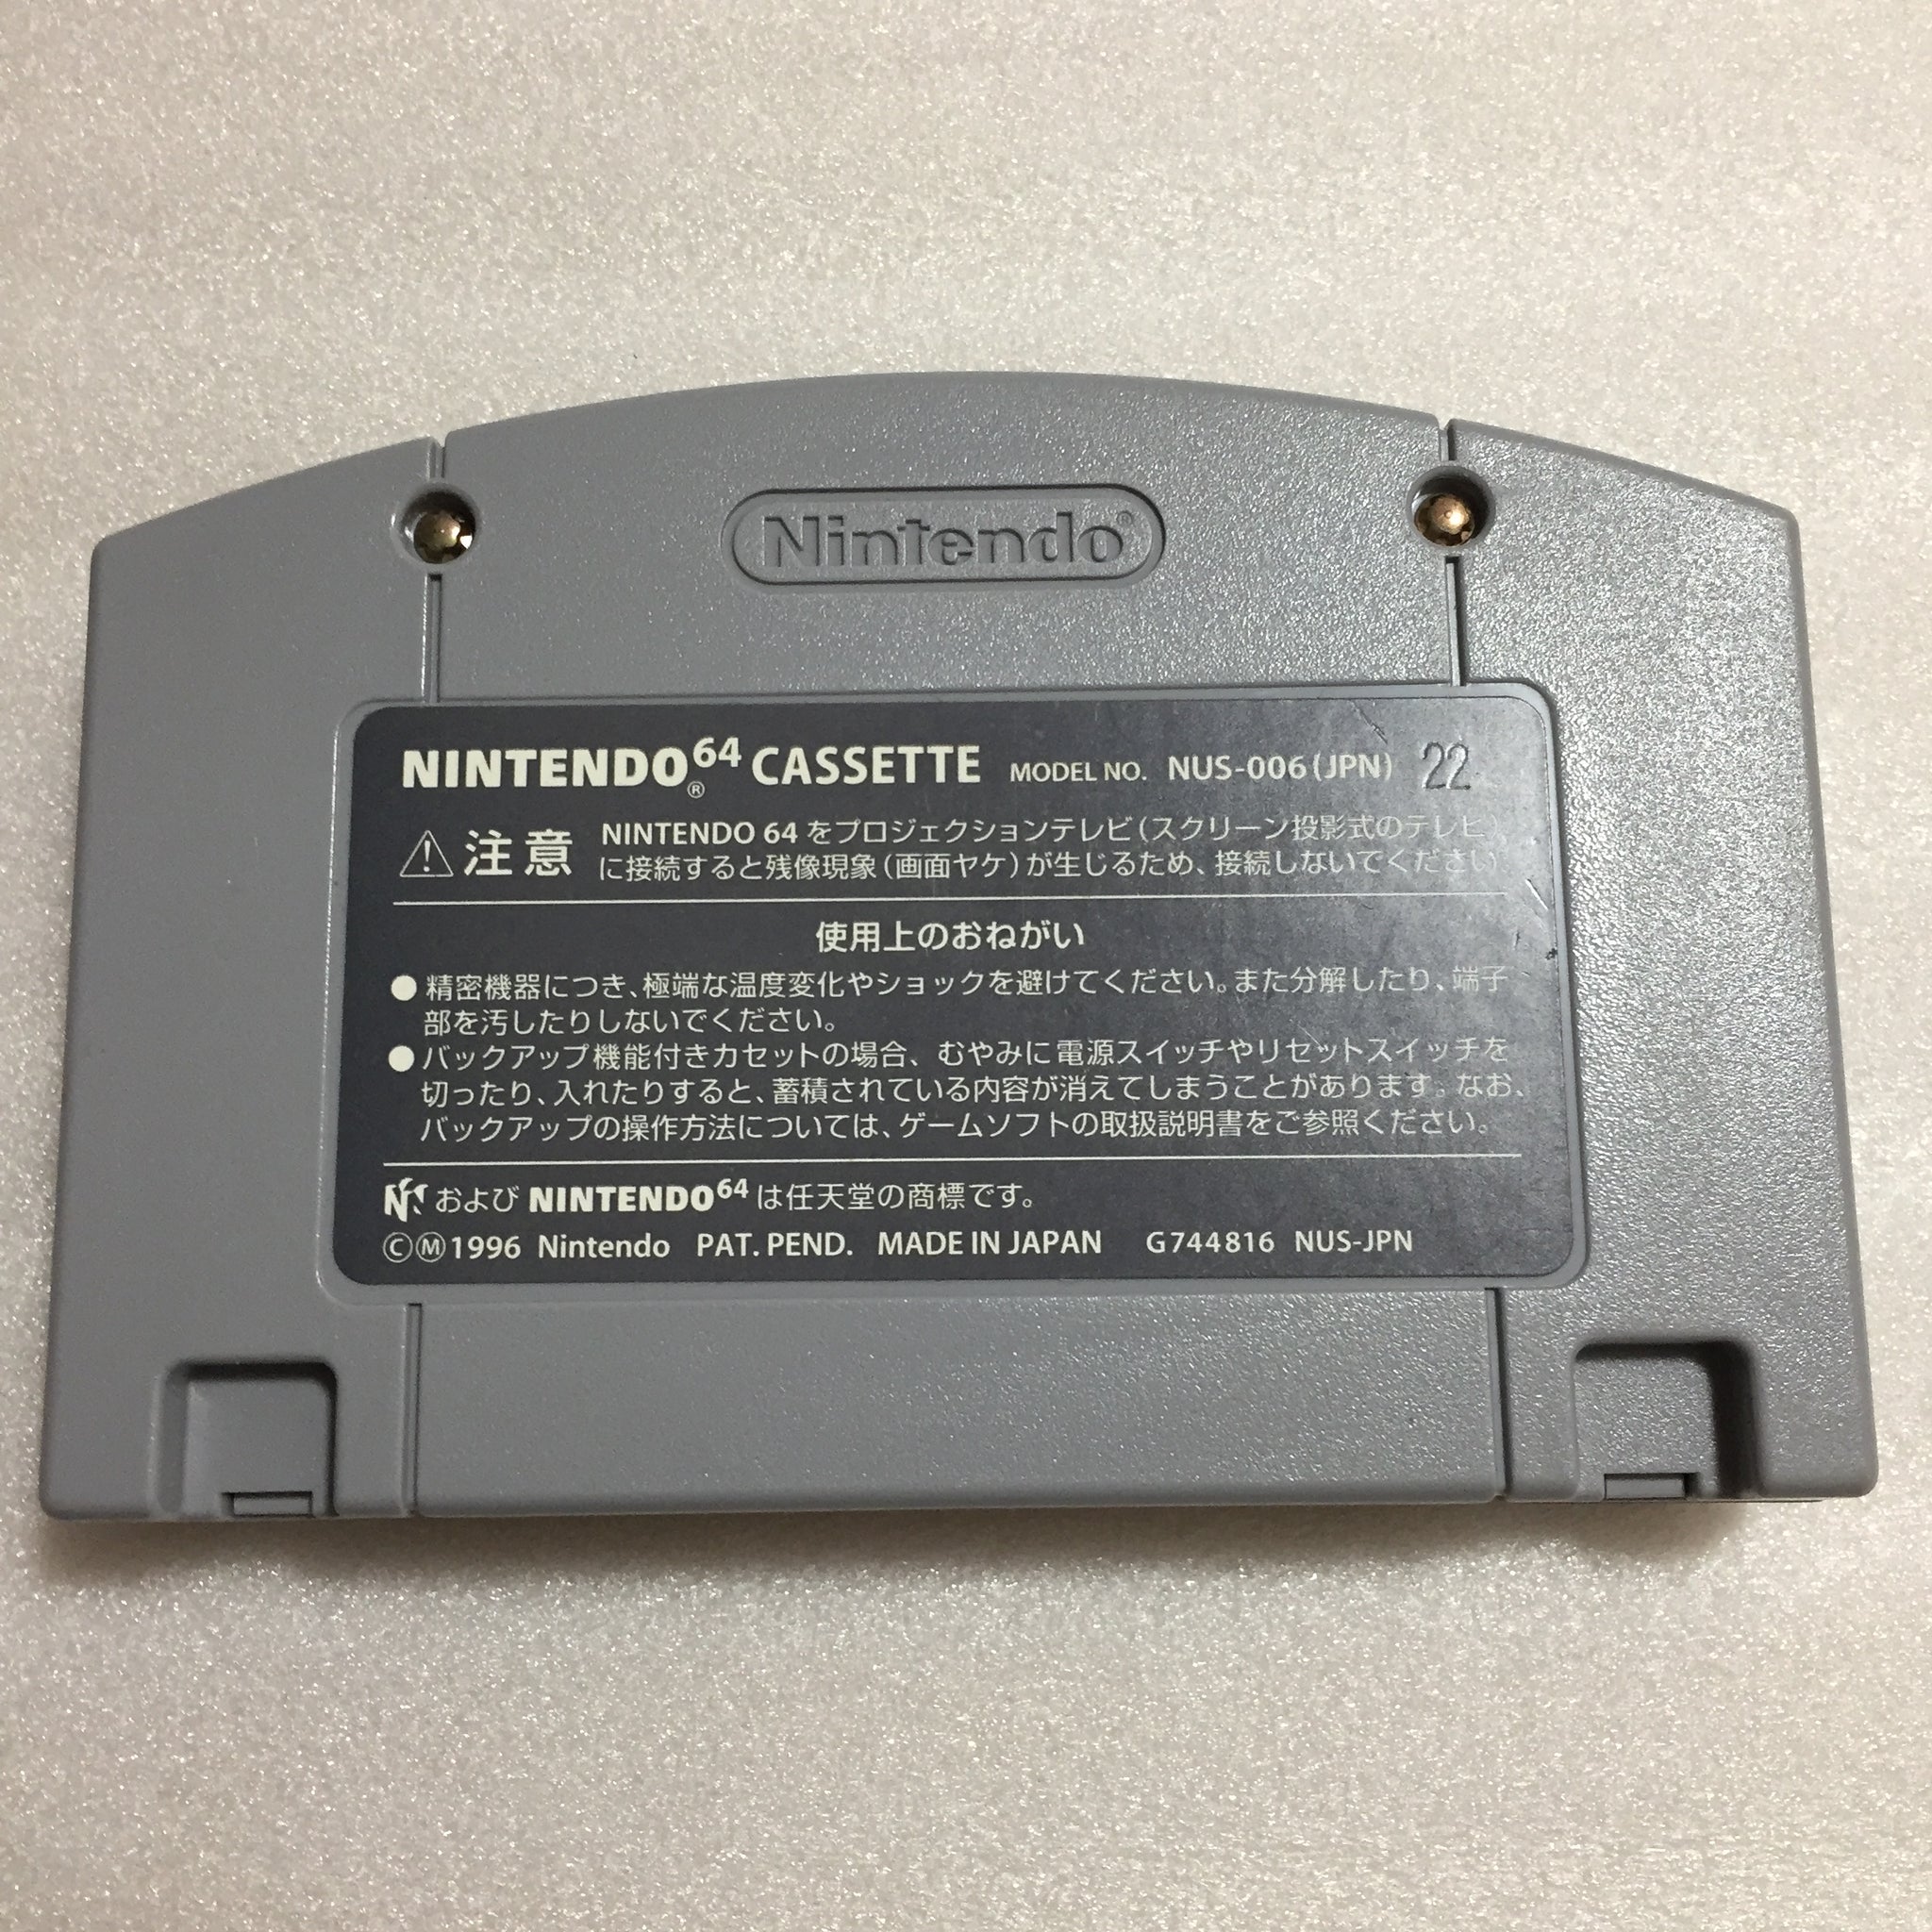 Nintendo®
NINTENDO64® CASSETTE MODEL NO. NUS-006(JPN) 22
注意 NINTENDO 64 をプロジェクションテレビ(スクリーン投影式のテレビ)
に接続すると残像現象(画面ヤケ)が生じるため、接続しないでください
使用上のおねがい
●精密機器につき、極端な温度変化やショックを避けてください。また分解したり、端子
部を汚したりしないでください。
●バックアップ機能付きカセットの場合、むやみに電源スイッチやリセットスイッチを
切ったり、入れたりすると、蓄積されている内容が消えてしまうことがあります。なお、
バックアップの操作方法については、ゲームソフトの取扱説明書をご参照ください。
N および NINTENDO64 は任天堂の商標です。
ⒸⓂ1996 Nintendo PAT. PEND. MADE IN JAPAN G744816 NUS-JPN